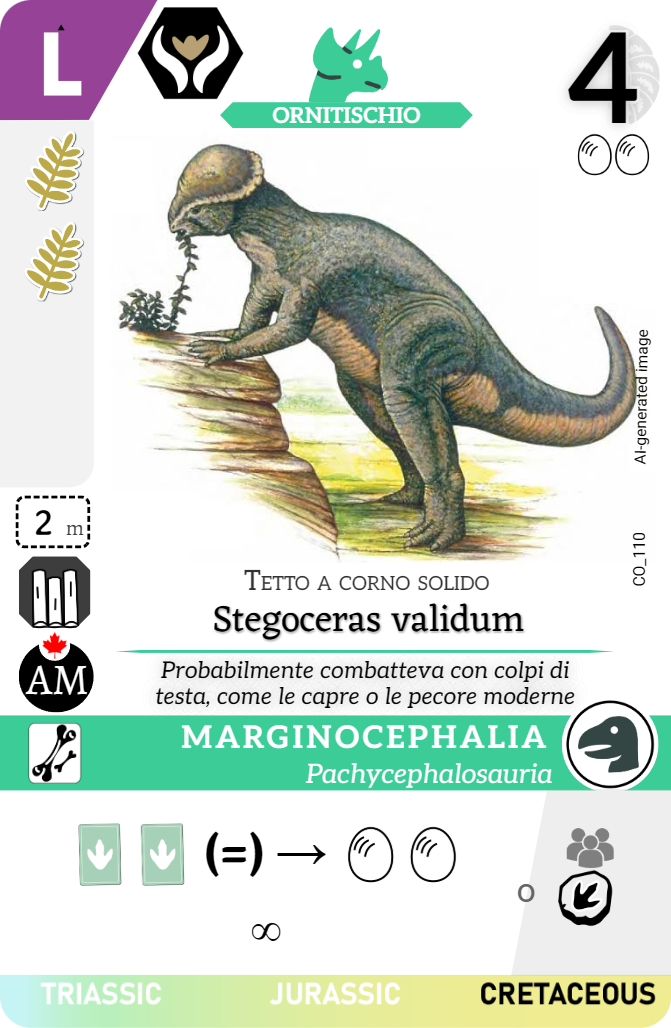 L
4
ORNITISCHIO
AI-generated image
CO_110
2 m
AM
Tetto a corno solido
Stegoceras validum
Probabilmente combatteva con colpi di
testa, come le capre o le pecore moderne
MARGINOCEPHALIA
Pachycephalosauria
(=) →
o
∞
TRIASSIC JURASSIC CRETACEOUS